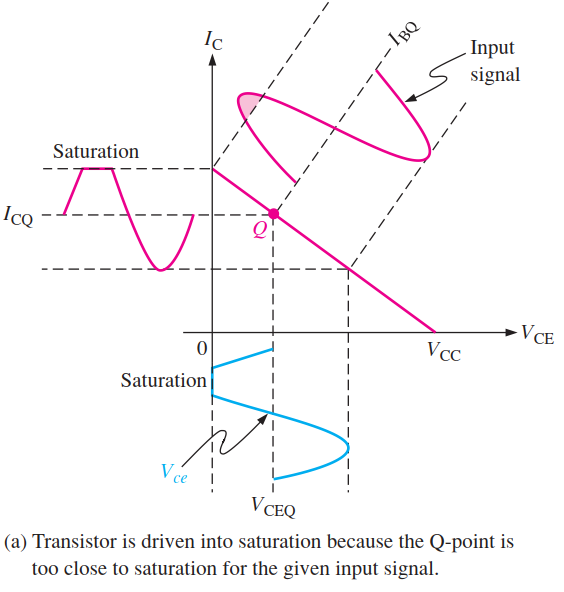 I_C
I_BQ
Input
signal
Saturation
I_CQ
Q
0
V_CC
V_CE
Saturation
V_ce
V_CEQ
(a) Transistor is driven into saturation because the Q-point is
too close to saturation for the given input signal.